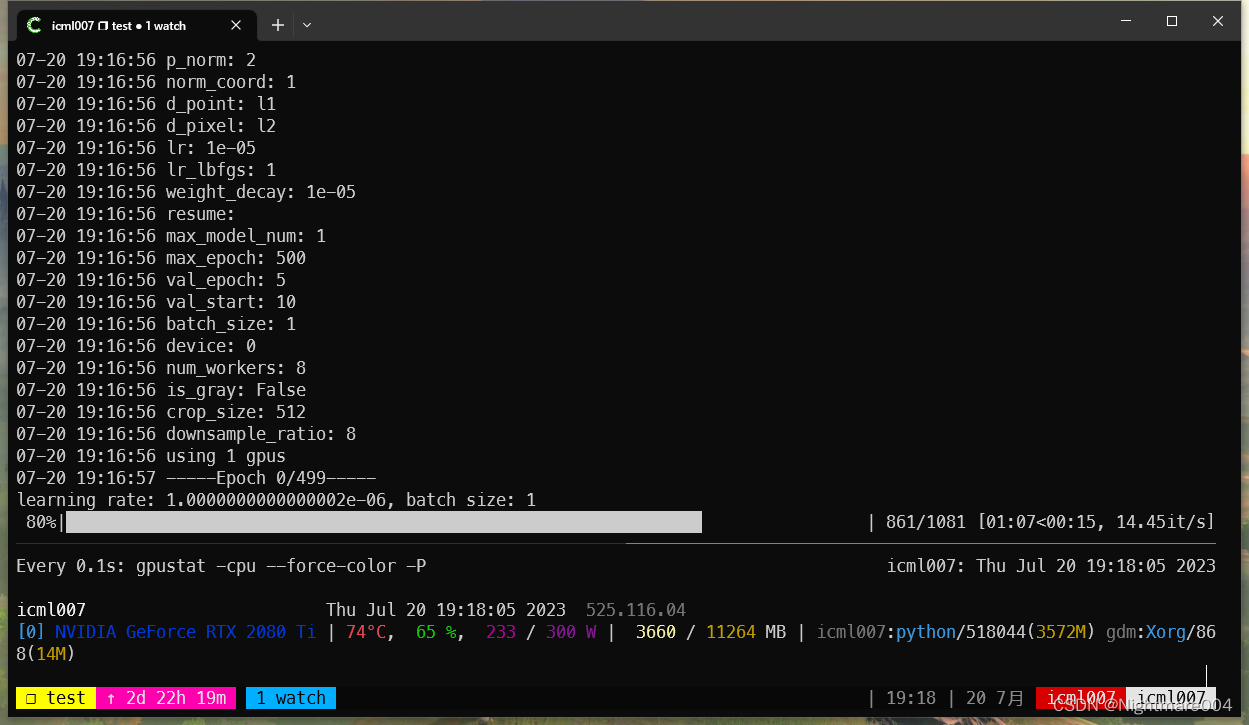 icml007 ❐ test ● 1 watch
07-20 19:16:56 p_norm: 2
07-20 19:16:56 norm_coord: 1
07-20 19:16:56 d_point: l1
07-20 19:16:56 d_pixel: l2
07-20 19:16:56 lr: 1e-05
07-20 19:16:56 lr_lbfgs: 1
07-20 19:16:56 weight_decay: 1e-05
07-20 19:16:56 resume:
07-20 19:16:56 max_model_num: 1
07-20 19:16:56 max_epoch: 500
07-20 19:16:56 val_epoch: 5
07-20 19:16:56 val_start: 10
07-20 19:16:56 batch_size: 1
07-20 19:16:56 device: 0
07-20 19:16:56 num_workers: 8
07-20 19:16:56 is_gray: False
07-20 19:16:56 crop_size: 512
07-20 19:16:56 downsample_ratio: 8
07-20 19:16:56 using 1 gpus
07-20 19:16:57 -----Epoch 0/499-----
learning rate: 1.0000000000000002e-06, batch size: 1
80%| | 861/1081 [01:07<00:15, 14.45it/s]
Every 0.1s: gpustat -cpu --force-color -P icml007: Thu Jul 20 19:18:05 2023
icml007 Thu Jul 20 19:18:05 2023 525.116.04
[0] NVIDIA GeForce RTX 2080 Ti | 74°C, 65 %, 233 / 300 W | 3660 / 11264 MB | icml007:python/518044(3572M) gdm:Xorg/86
8(14M)
❐ test ↑ 2d 22h 19m 1 watch | 19:18 | 20 7月 icml007 icml007
CSDN @Nightmare004